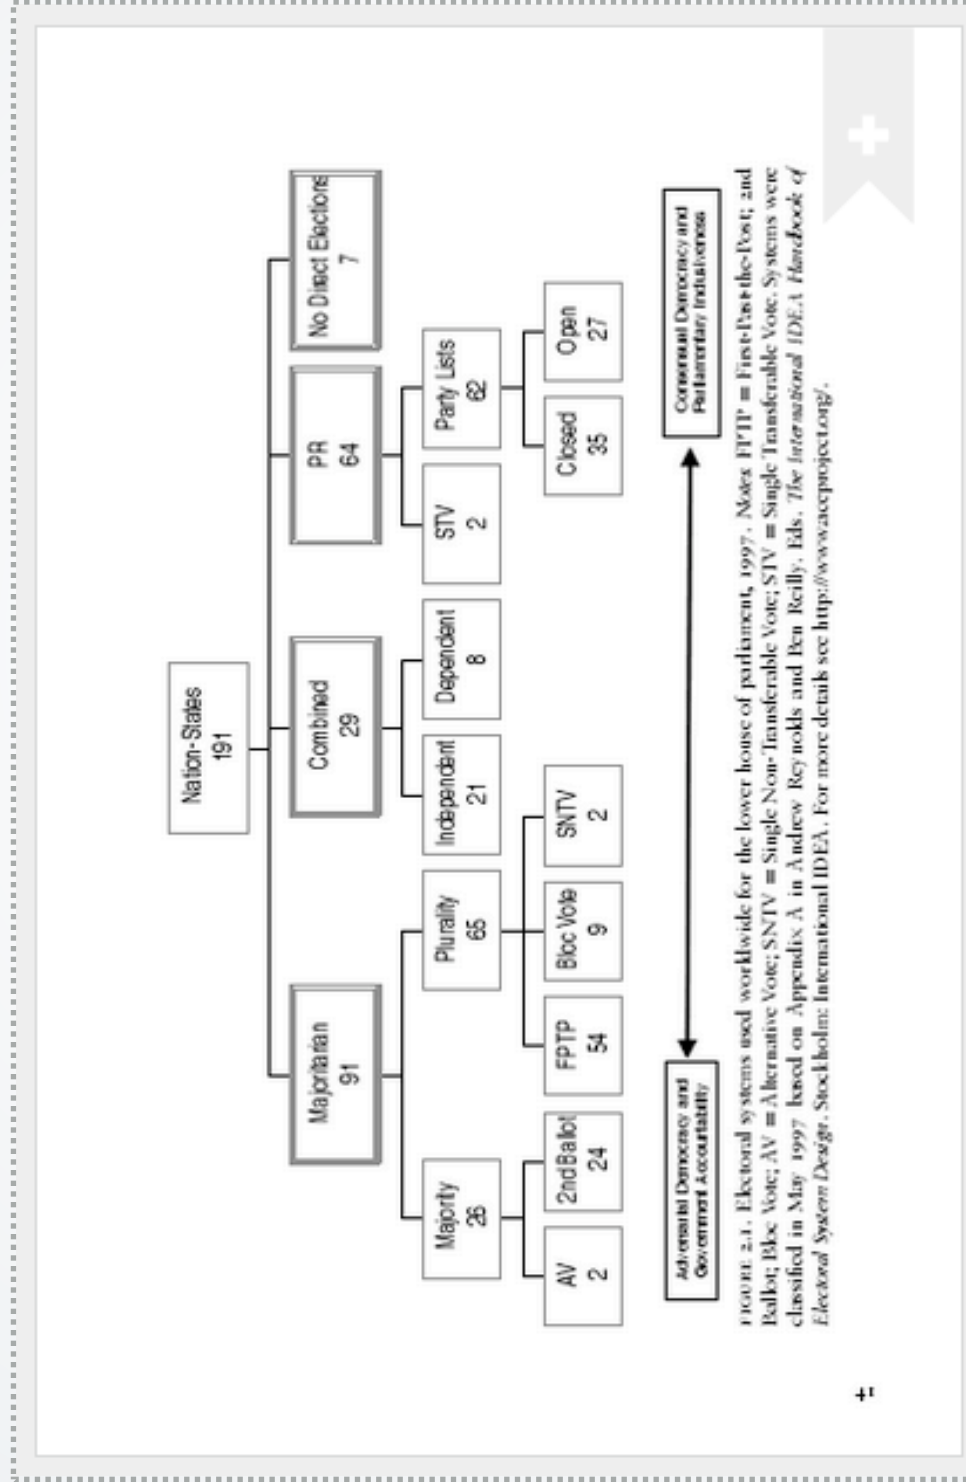 Nation-States
191
Majoritarian
91
Combined
29
PR
64
No Direct Elections
7
Majority
26
Plurality
65
Independent
21
Dependent
8
STV
2
Party Lists
62
AV
2
2nd Ballot
24
FPTP
54
Bloc Vote
9
SNTV
2
Closed
35
Open
27
Adversarial Democracy and
Government Accountability
Consensual Democracy and
Parliamentary Inclusiveness
FIGURE 2.1. Electoral systems used worldwide for the lower house of parliament, 1997. Notes: FPTP = First-Past-the-Post; 2nd
Ballot; Bloc Vote; AV = Alternative Vote; SNTV = Single Non-Transferable Vote; STV = Single Transferable Vote. Systems were
classified in May 1997 based on Appendix A in Andrew Reynolds and Ben Reilly. Eds. The International IDEA Handbook of
Electoral System Design. Stockholm: International IDEA. For more details see http://www.aceproject.org/.
41